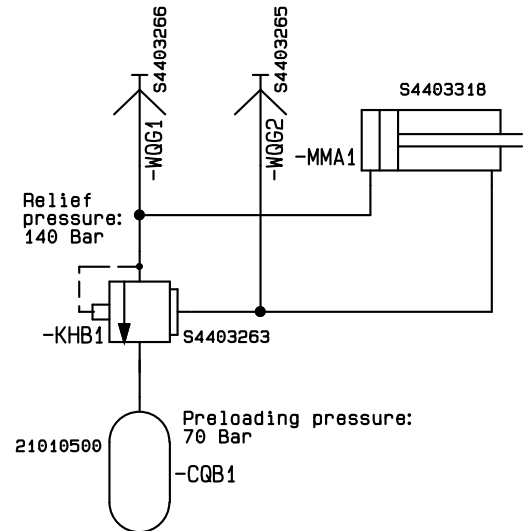 S4403266
S4403265
-WQG1
-WQG2
S4403318
-MMA1
Relief
pressure:
140 Bar
-KHB1
S4403263
Preloading pressure:
70 Bar
21010500
-CQB1